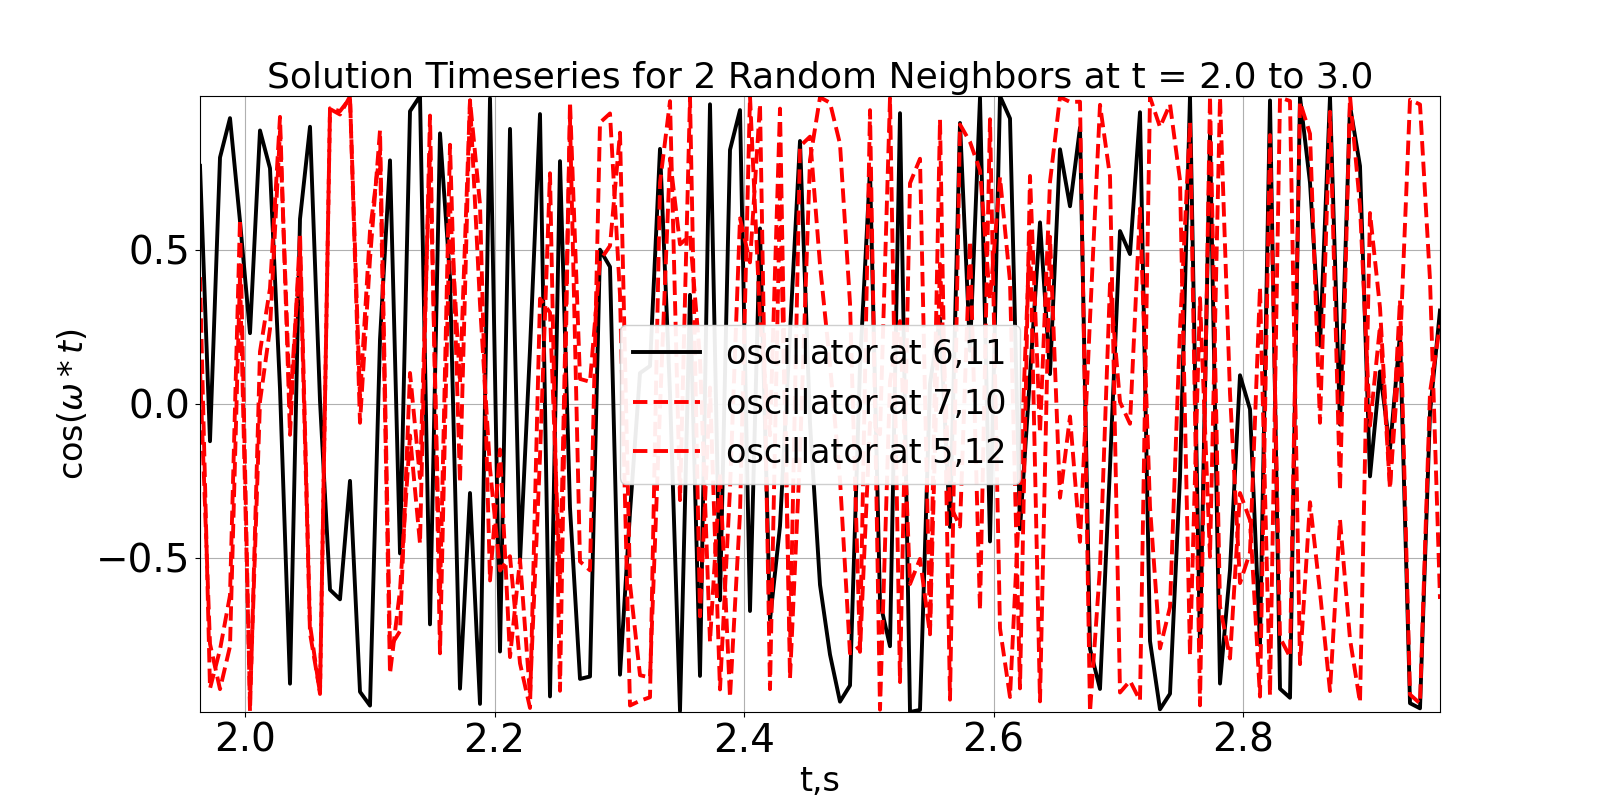 Solution Timeseries for 2 Random Neighbors at t = 2.0 to 3.0
cos(ω * t)
0.5
0.0
−0.5
oscillator at 6,11
oscillator at 7,10
oscillator at 5,12
2.0 2.2 2.4 2.6 2.8
t,s